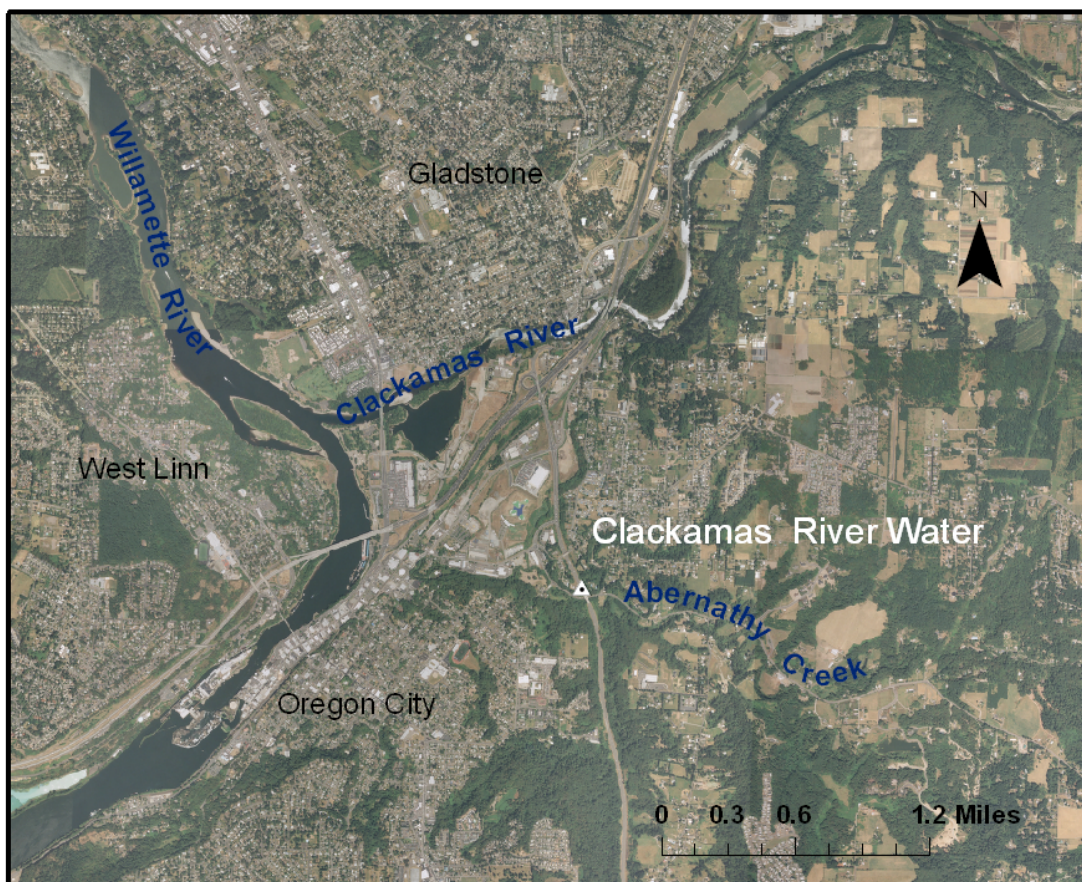 Willamette River
Gladstone
N
Clackamas River
West Linn
Clackamas River Water
Abernathy Creek
Oregon City
0 0.3 0.6 1.2 Miles